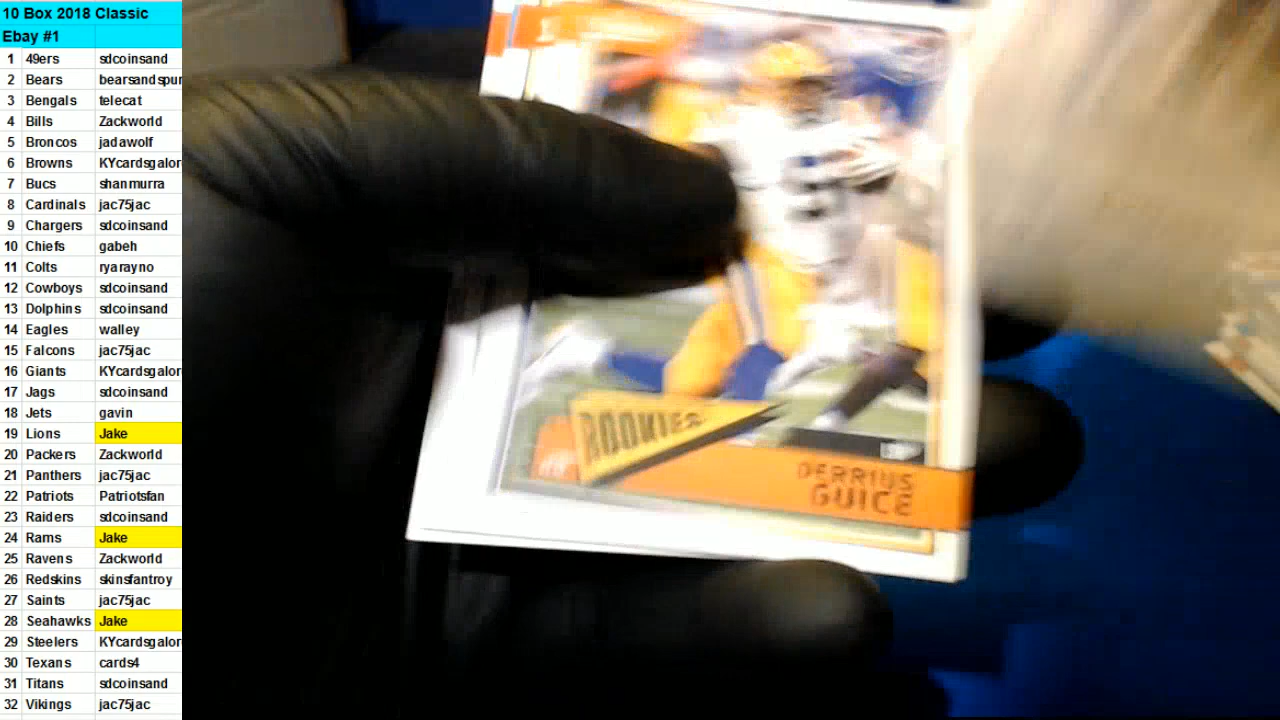 10 Box 2018 Classic
Ebay #1
1 49ers sdcoinsand
2 Bears bearsandspur
3 Bengals telecat
4 Bills Zackworld
5 Broncos jadawolf
6 Browns KYcardsgalor
7 Bucs shanmurra
8 Cardinals jac75jac
9 Chargers sdcoinsand
10 Chiefs gabeh
11 Colts ryarayno
12 Cowboys sdcoinsand
13 Dolphins sdcoinsand
14 Eagles walley
15 Falcons jac75jac
16 Giants KYcardsgalor
17 Jags sdcoinsand
18 Jets gavin
19 Lions Jake
20 Packers Zackworld
21 Panthers jac75jac
22 Patriots Patriotsfan
23 Raiders sdcoinsand
24 Rams Jake
25 Ravens Zackworld
26 Redskins skinsfantroy
27 Saints jac75jac
28 Seahawks Jake
29 Steelers KYcardsgalor
30 Texans cards4
31 Titans sdcoinsand
32 Vikings jac75jac
ROOKIES
DERRIUS
GUICE